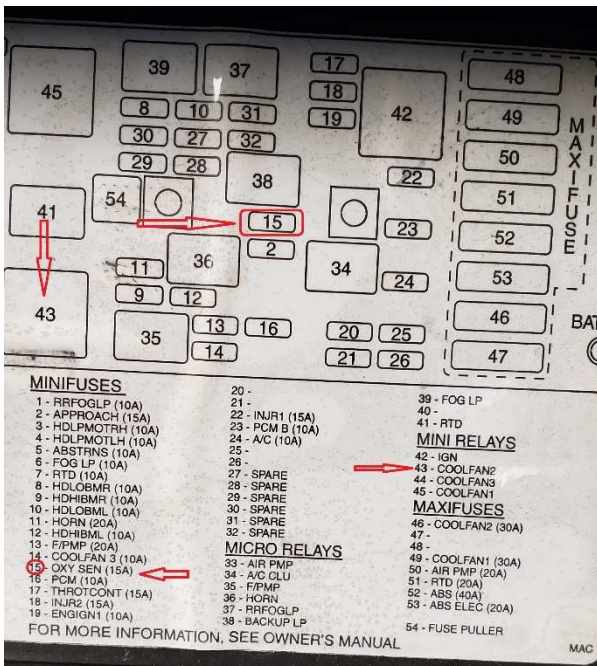 39
37
17
45
18
48
8
10
31
19
42
49
30
27
32
50
29
28
38
22
54
51
41
15
23
52
2
11
36
34
24
53
9
12
43
46
35
13
16
20
25
BAT
14
21
26
47
MAXIFUSE
MINIFUSES
1 - RRFOGLP (10A)
2 - APPROACH (15A)
3 - HDLPMOTRH (10A)
4 - HDLPMOTLH (10A)
5 - ABSTRNS (10A)
6 - FOG LP (10A)
7 - RTD (10A)
8 - HDLOBMR (10A)
9 - HDHIBMR (10A)
10 - HDLOBML (10A)
11 - HORN (20A)
12 - HDHIBML (10A)
13 - F/PMP (20A)
14 - COOLFAN 3 (10A)
15 - OXY SEN (15A)
16 - PCM (10A)
17 - THROTCONT (15A)
18 - INJR2 (15A)
19 - ENGIGN1 (10A)
20 -
21 -
22 - INJR1 (15A)
23 - PCM B (10A)
24 - A/C (10A)
25 -
26 -
27 - SPARE
28 - SPARE
29 - SPARE
30 - SPARE
31 - SPARE
32 - SPARE
MICRO RELAYS
33 - AIR PMP
34 - A/C CLU
35 - F/PMP
36 - HORN
37 - RRFOGLP
38 - BACKUP LP
39 - FOG LP
40 -
41 - RTD
MINI RELAYS
42 - IGN
43 - COOLFAN2
44 - COOLFAN3
45 - COOLFAN1
MAXIFUSES
46 - COOLFAN2 (30A)
47 -
48 -
49 - COOLFAN1 (30A)
50 - AIR PMP (20A)
51 - RTD (20A)
52 - ABS (40A)
53 - ABS ELEC (20A)
54 - FUSE PULLER
FOR MORE INFORMATION, SEE OWNER'S MANUAL
MAC